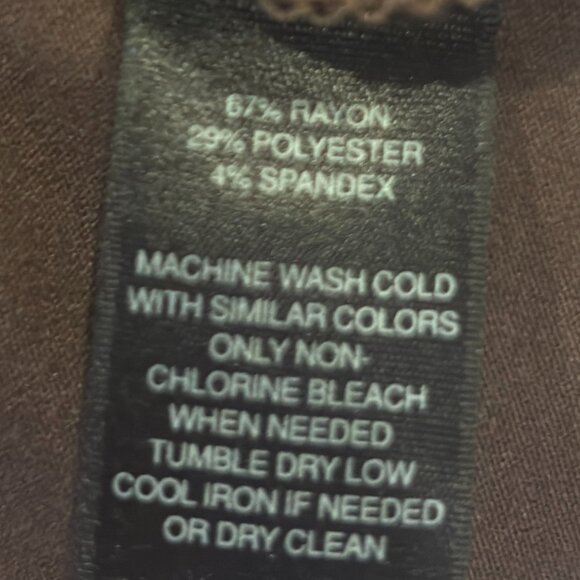 67% RAYON
29% POLYESTER
4% SPANDEX
MACHINE WASH COLD
WITH SIMILAR COLORS
ONLY NON-
CHLORINE BLEACH
WHEN NEEDED
TUMBLE DRY LOW
COOL IRON IF NEEDED
OR DRY CLEAN